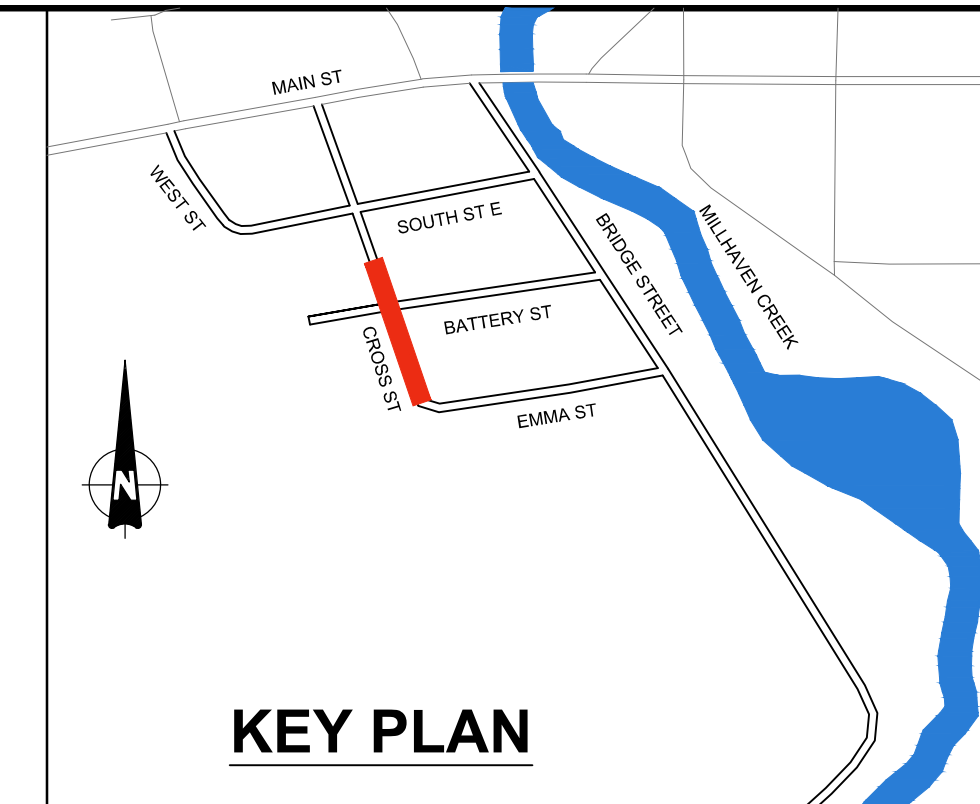 MAIN ST
WEST ST
SOUTH ST E
BRIDGE STREET
MILLHAVEN CREEK
BATTERY ST
CROSS ST
EMMA ST
N
KEY PLAN